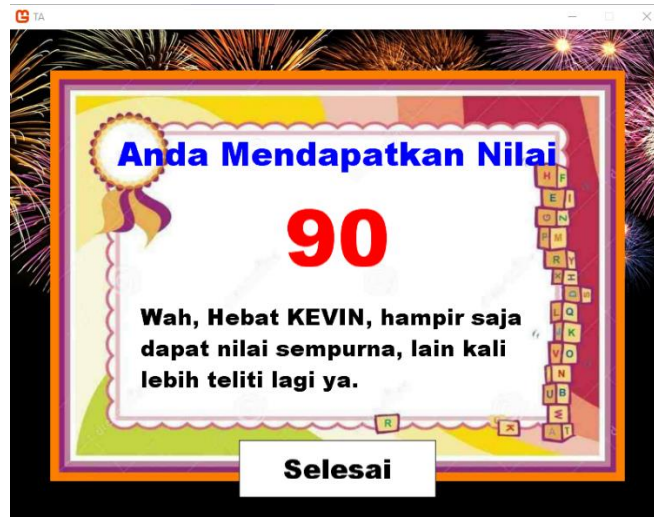 TA
Anda Mendapatkan Nilai
90
Wah, Hebat KEVIN, hampir saja
dapat nilai sempurna, lain kali
lebih teliti lagi ya.
Selesai